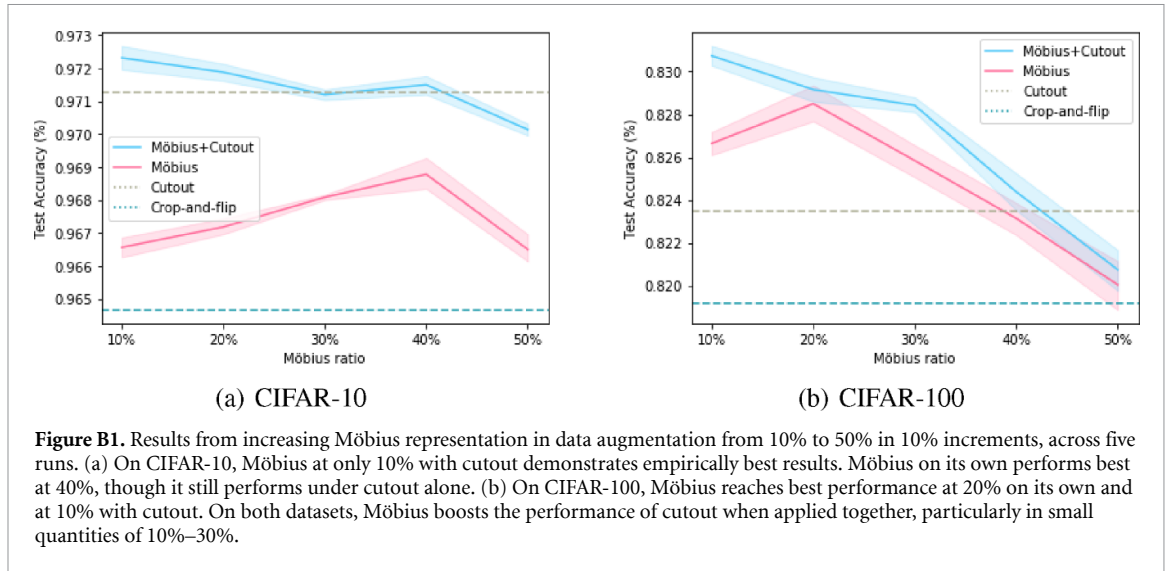 0.973
0.972
0.971
0.970
0.969
0.968
0.967
0.966
0.965
Test Accuracy (%)
Möbius+Cutout
Möbius
Cutout
Crop-and-flip
10%
20%
30%
40%
50%
Möbius ratio
(a) CIFAR-10
0.830
0.828
0.826
0.824
0.822
0.820
Test Accuracy (%)
Möbius+Cutout
Möbius
Cutout
Crop-and-flip
10%
20%
30%
40%
50%
Möbius ratio
(b) CIFAR-100
Figure B1. Results from increasing Möbius representation in data augmentation from 10% to 50% in 10% increments, across five
runs. (a) On CIFAR-10, Möbius at only 10% with cutout demonstrates empirically best results. Möbius on its own performs best
at 40%, though it still performs under cutout alone. (b) On CIFAR-100, Möbius reaches best performance at 20% on its own and
at 10% with cutout. On both datasets, Möbius boosts the performance of cutout when applied together, particularly in small
quantities of 10%–30%.